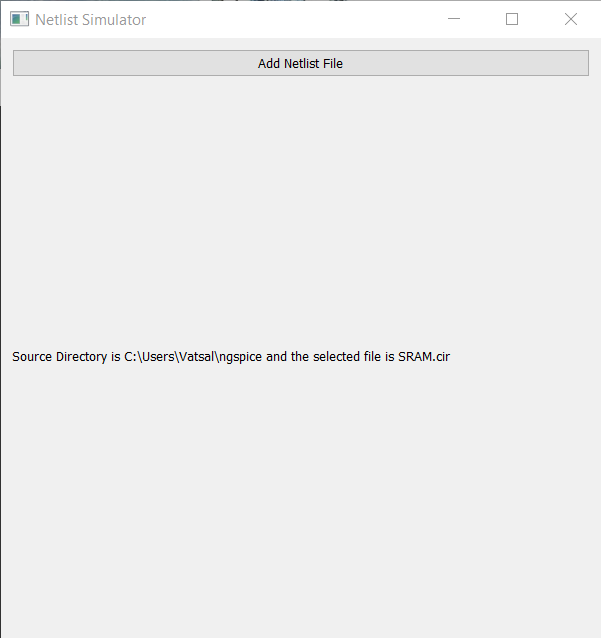 Netlist Simulator
Add Netlist File
Source Directory is C:\Users\Vatsal\ngspice and the selected file is SRAM.cir